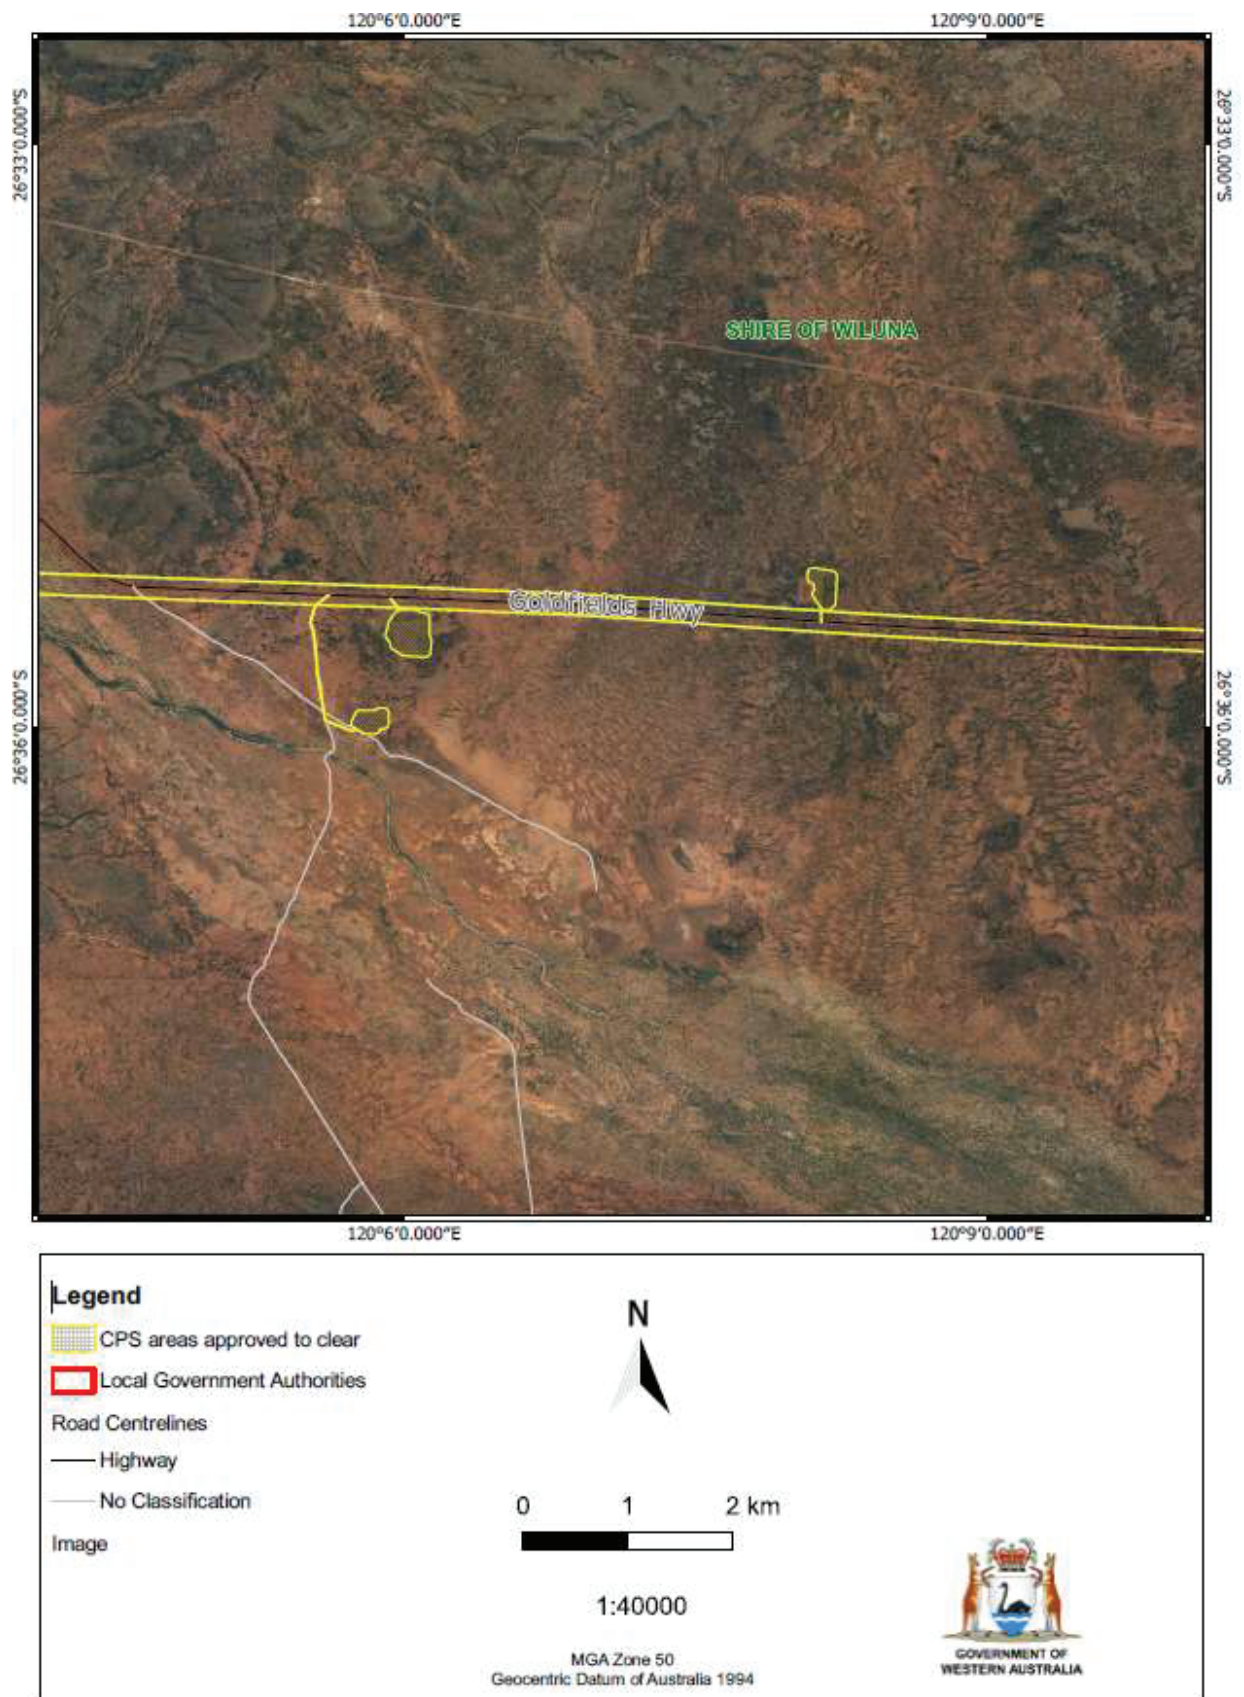 120°6'0.000"E
120°9'0.000"E
26°33'0.000"S
26°33'0.000"S
SHIRE OF WILUNA
Goldfields Hwy
26°36'0.000"S
26°36'0.000"S
120°6'0.000"E
120°9'0.000"E
Legend
CPS areas approved to clear
Local Government Authorities
Road Centrelines
Highway
No Classification
Image
N
0 1 2 km
1:40000
MGA Zone 50
Geocentric Datum of Australia 1994
GOVERNMENT OF
WESTERN AUSTRALIA